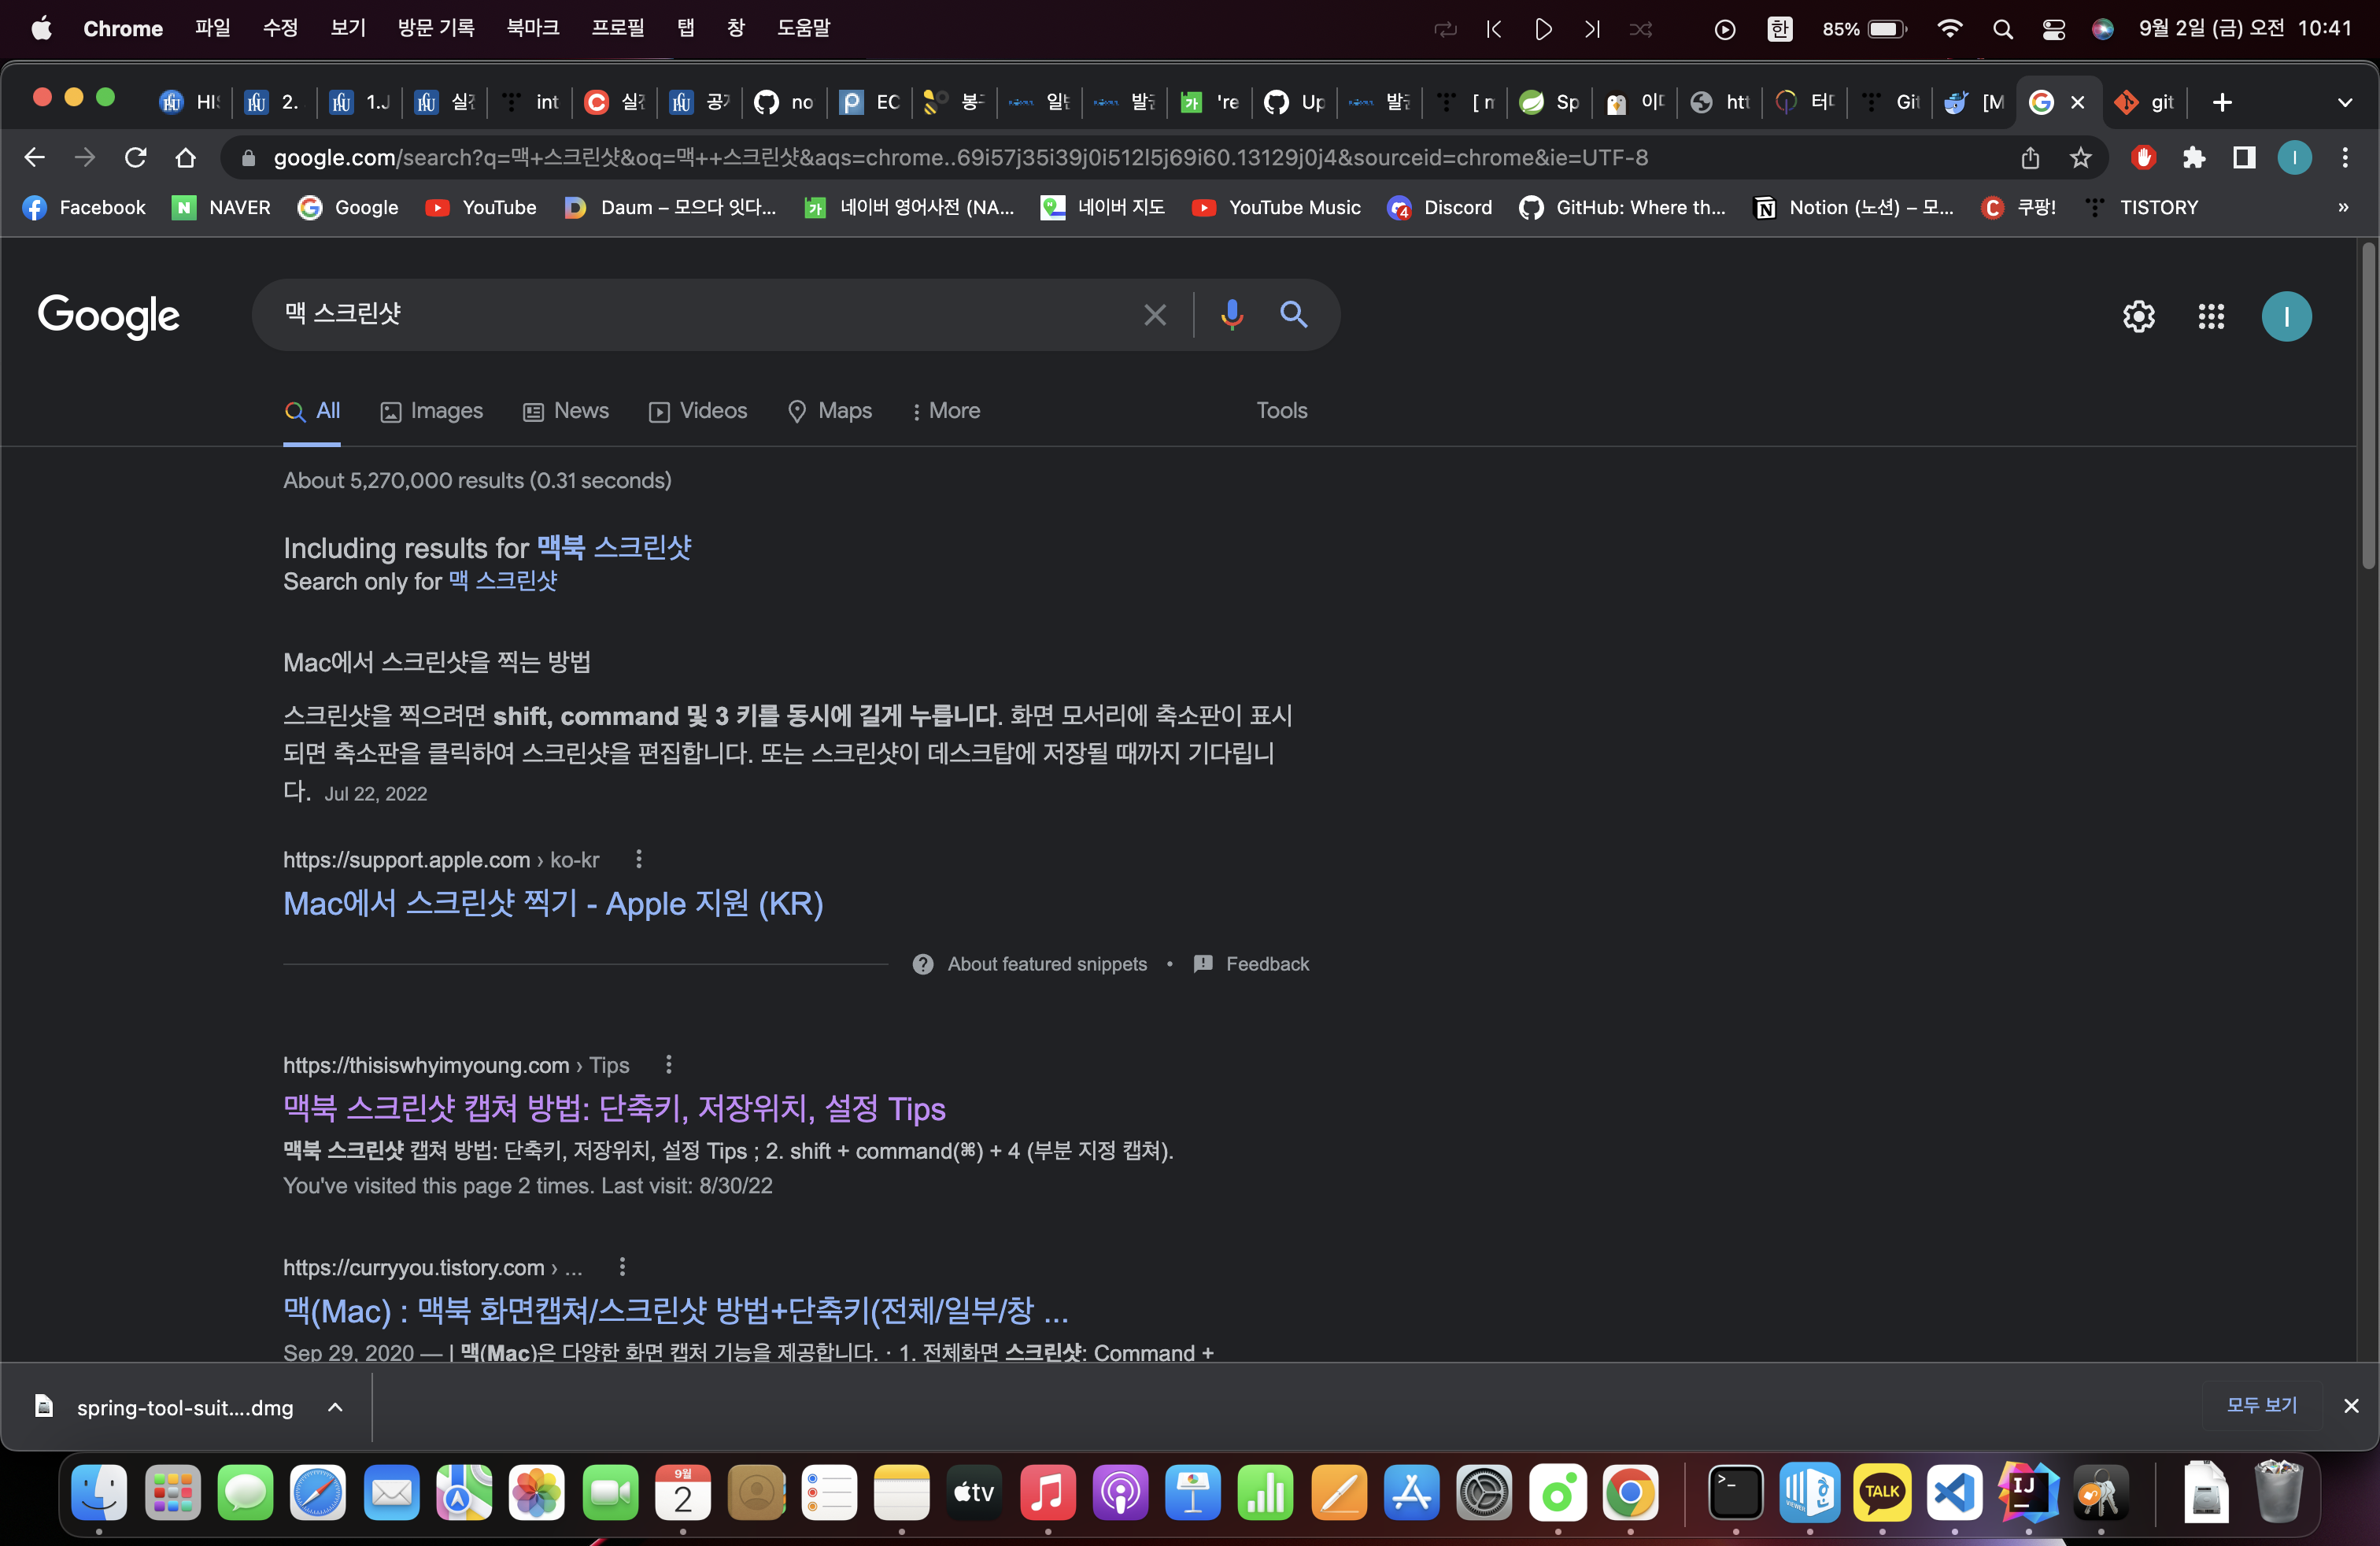 Chrome 파일 수정 보기 방문 기록 북마크 프로필 탭 창 도움말 한 85% 9월 2일 (금) 오전 10:41
2. 1.J int no EC 're Up Sp htt Git [M git
google.com/search?q=맥+스크린샷&oq=맥++스크린샷&aqs=chrome..69i57j35i39j0i512l5j69i60.13129j0j4&sourceid=chrome&ie=UTF-8 I
Facebook NAVER Google YouTube Daum – 모으다 잇다... 네이버 영어사전 (NA... 네이버 지도 YouTube Music Discord GitHub: Where th... Notion (노션) – 모... 쿠팡! TISTORY »
Google 맥 스크린샷 I
All Images News Videos Maps More Tools
About 5,270,000 results (0.31 seconds)
Including results for 맥북 스크린샷
Search only for 맥 스크린샷
Mac에서 스크린샷을 찍는 방법
스크린샷을 찍으려면 shift, command 및 3 키를 동시에 길게 누릅니다. 화면 모서리에 축소판이 표시
되면 축소판을 클릭하여 스크린샷을 편집합니다. 또는 스크린샷이 데스크탑에 저장될 때까지 기다립니
다. Jul 22, 2022
https://support.apple.com › ko-kr
Mac에서 스크린샷 찍기 - Apple 지원 (KR)
About featured snippets • Feedback
https://thisiswhyimyoung.com › Tips
맥북 스크린샷 캡쳐 방법: 단축키, 저장위치, 설정 Tips
맥북 스크린샷 캡쳐 방법: 단축키, 저장위치, 설정 Tips ; 2. shift + command(⌘) + 4 (부분 지정 캡쳐).
You've visited this page 2 times. Last visit: 8/30/22
https://curryyou.tistory.com › ...
맥(Mac) : 맥북 화면캡쳐/스크린샷 방법+단축키(전체/일부/창 ...
Sep 29, 2020 — | 맥(Mac)은 다양한 화면 캡처 기능을 제공합니다. · 1. 전체화면 스크린샷: Command +
spring-tool-suit....dmg 모두 보기
9월
2
tv
TALK
IJ